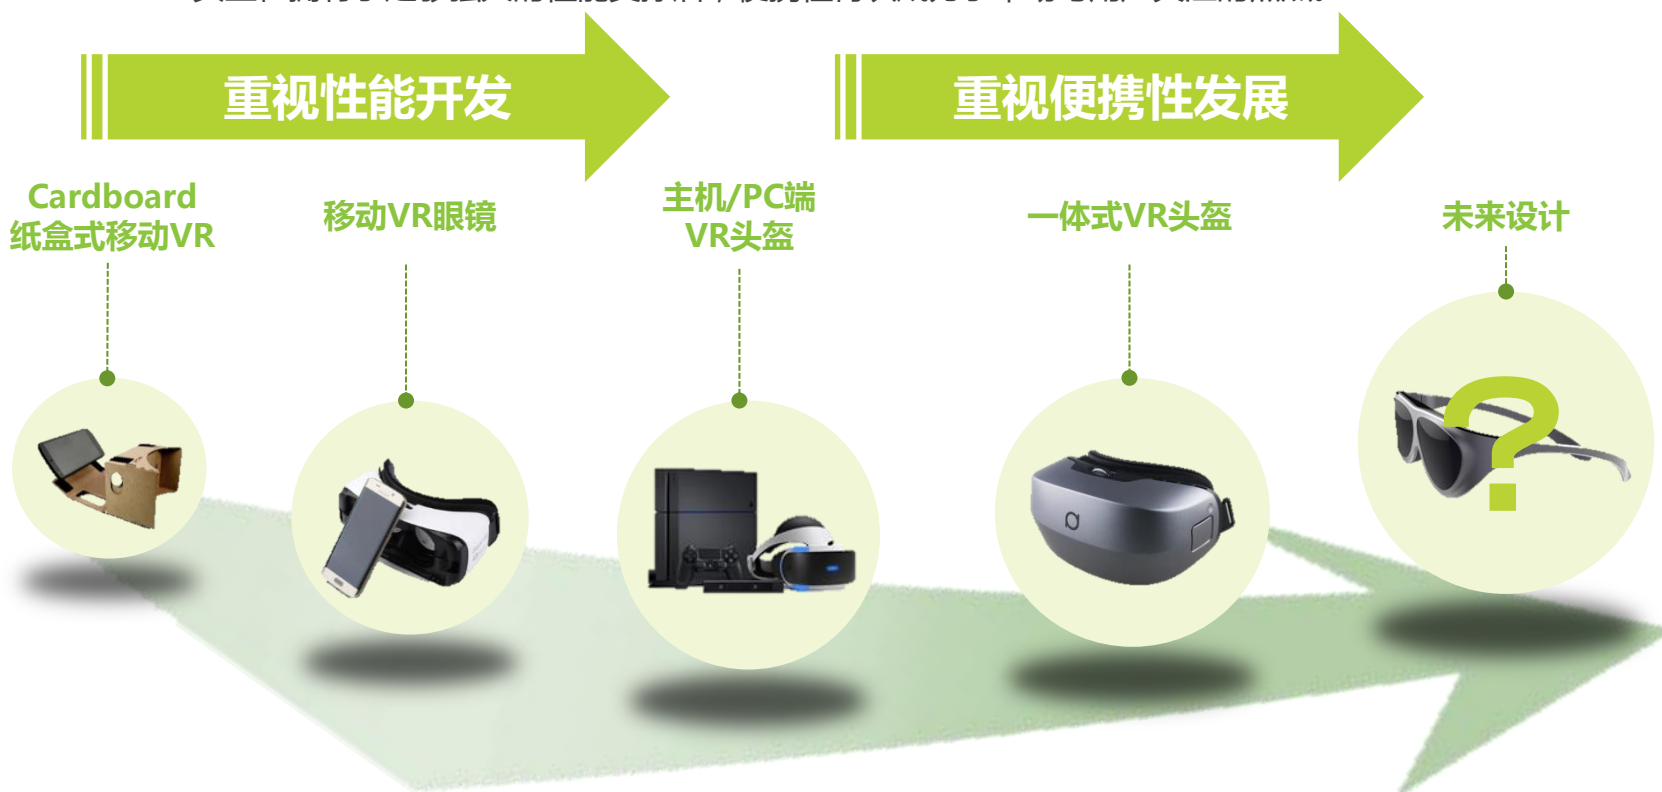 重视性能开发
重视便携性发展
Cardboard
纸盒式移动VR
移动VR眼镜
主机/PC端
VR头盔
一体式VR头盔
未来设计
?